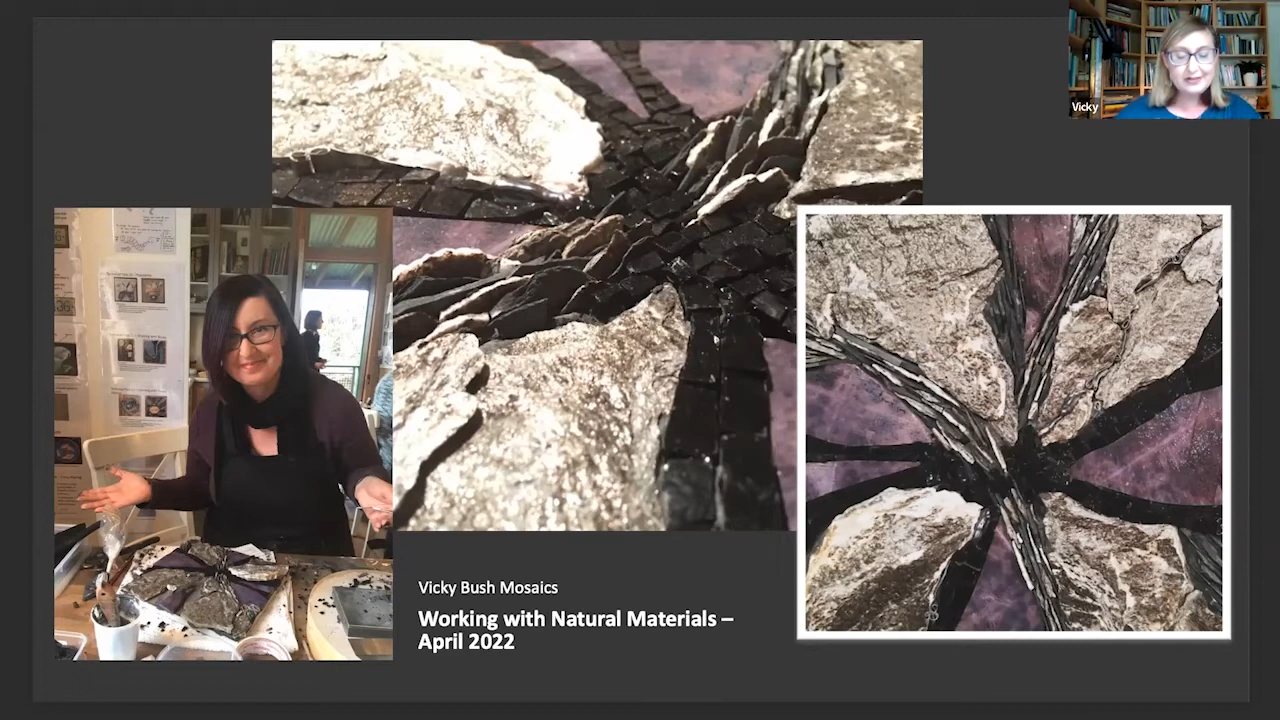 Vicky
Vicky Bush Mosaics
Working with Natural Materials –
April 2022